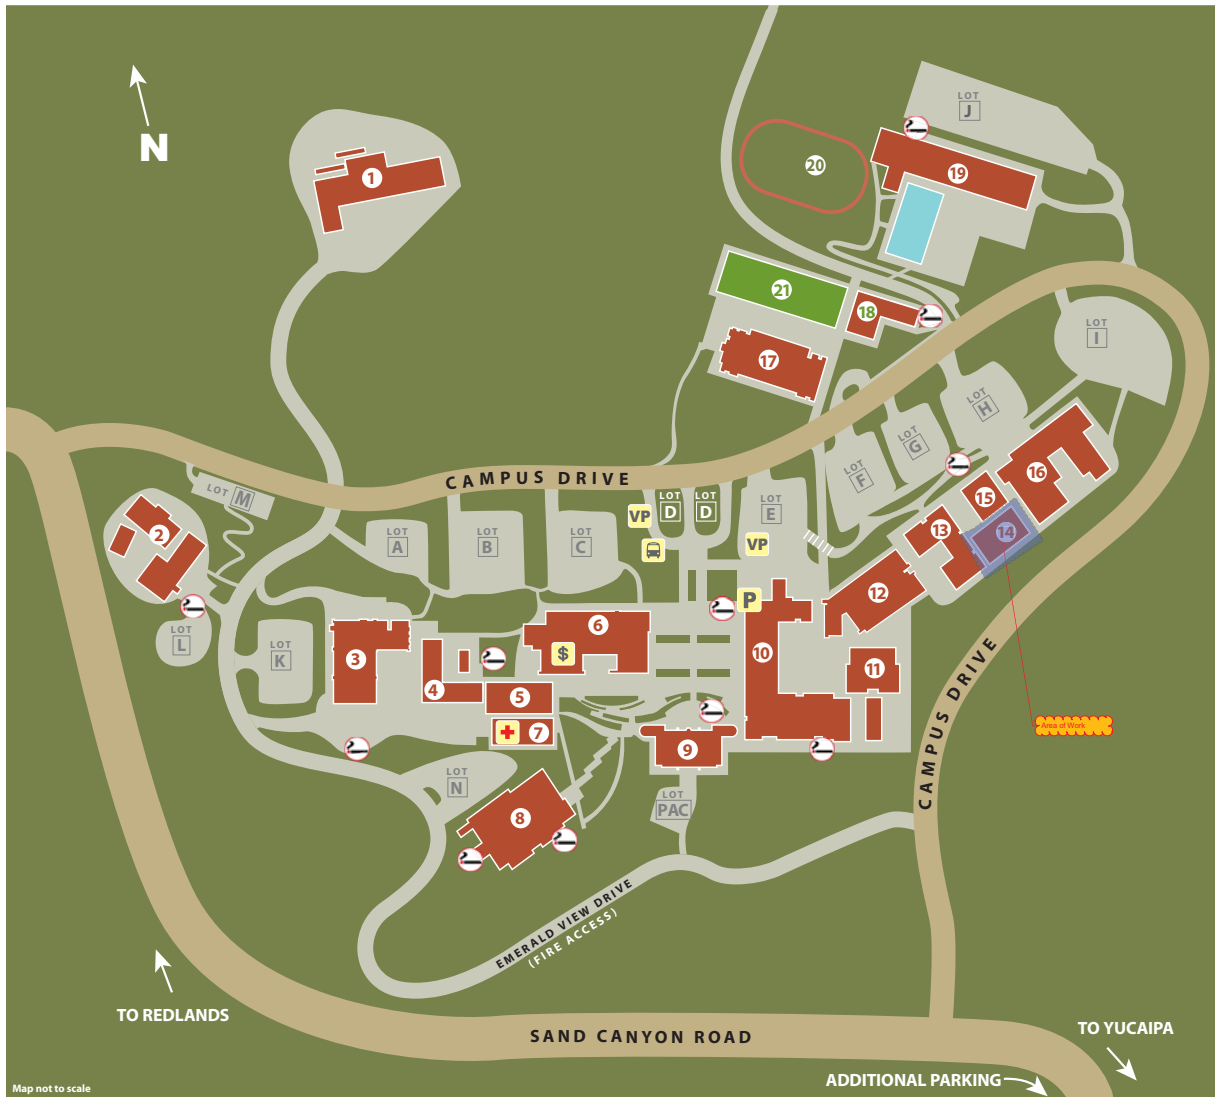 N
1
LOT
J
19
20
21
18
17
LOT
I
LOT
H
LOT
G
LOT
F
16
15
14
13
12
CAMPUS DRIVE
LOT
M
2
LOT
A
LOT
B
LOT
C
VP
LOT
D
LOT
D
LOT
E
VP
P
LOT
L
LOT
K
3
4
5
6
$
7
8
9
10
11
LOT
N
LOT
PAC
Area of Work
CAMPUS DRIVE
EMERALD VIEW DRIVE
(FIRE ACCESS)
TO REDLANDS
SAND CANYON ROAD
TO YUCAIPA
ADDITIONAL PARKING
Map not to scale